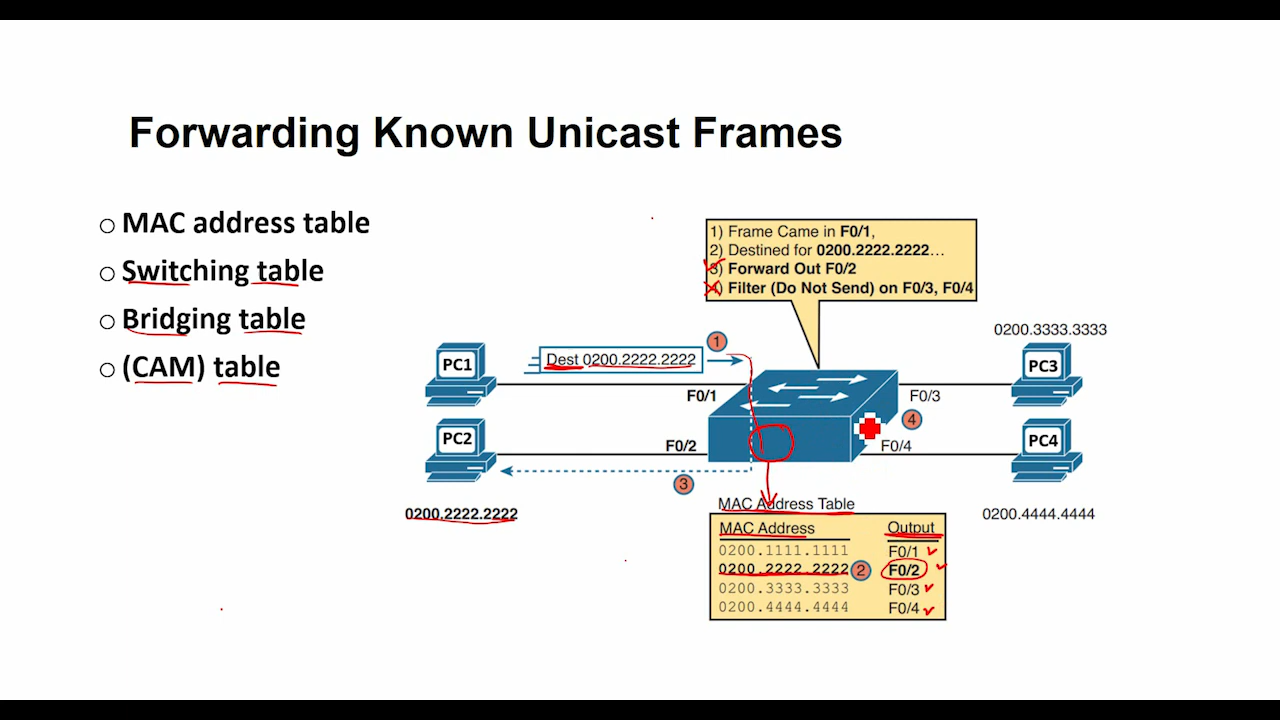 Forwarding Known Unicast Frames
MAC address table
Switching table
Bridging table
(CAM) table
1) Frame Came in F0/1,
2) Destined for 0200.2222.2222…
3) Forward Out F0/2
4) Filter (Do Not Send) on F0/3, F0/4
0200.3333.3333
PC1
Dest 0200.2222.2222
1
PC3
F0/1
F0/3
4
PC2
F0/2
F0/4
PC4
3
0200.2222.2222
MAC Address Table
0200.4444.4444
MAC Address Output
0200.1111.1111 F0/1
0200.2222.2222 2 F0/2
0200.3333.3333 F0/3
0200.4444.4444 F0/4